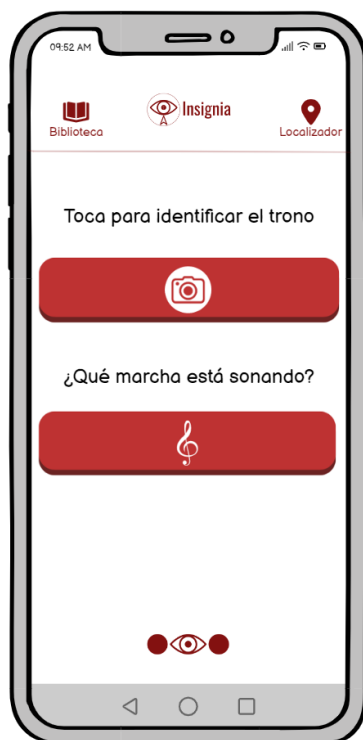 09:52 AM
Insignia
Biblioteca
Localizador
Toca para identificar el trono
¿Qué marcha está sonando?